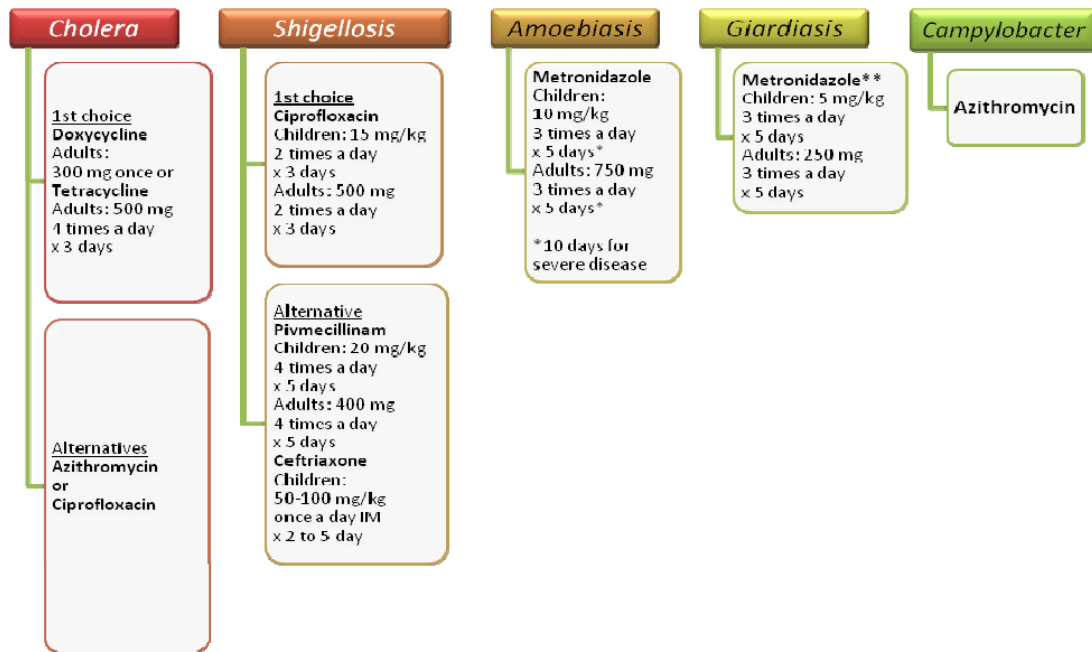 Cholera
1st choice
Doxycycline
Adults:
300 mg once or
Tetracycline
Adults: 500 mg
4 times a day
x 3 days
Alternatives
Azithromycin
or
Ciprofloxacin
Shigellosis
1st choice
Ciprofloxacin
Children: 15 mg/kg
2 times a day
x 3 days
Adults: 500 mg
2 times a day
x 3 days
Alternative
Pivmecillinam
Children: 20 mg/kg
4 times a day
x 5 days
Adults: 400 mg
4 times a day
x 5 days
Ceftriaxone
Children:
50-100 mg/kg
once a day IM
x 2 to 5 day
Amoebiasis
Metronidazole
Children:
10 mg/kg
3 times a day
x 5 days*
Adults: 750 mg
3 times a day
x 5 days*
*10 days for
severe disease
Giardiasis
Metronidazole**
Children: 5 mg/kg
3 times a day
x 5 days
Adults: 250 mg
3 times a day
x 5 days
Campylobacter
Azithromycin